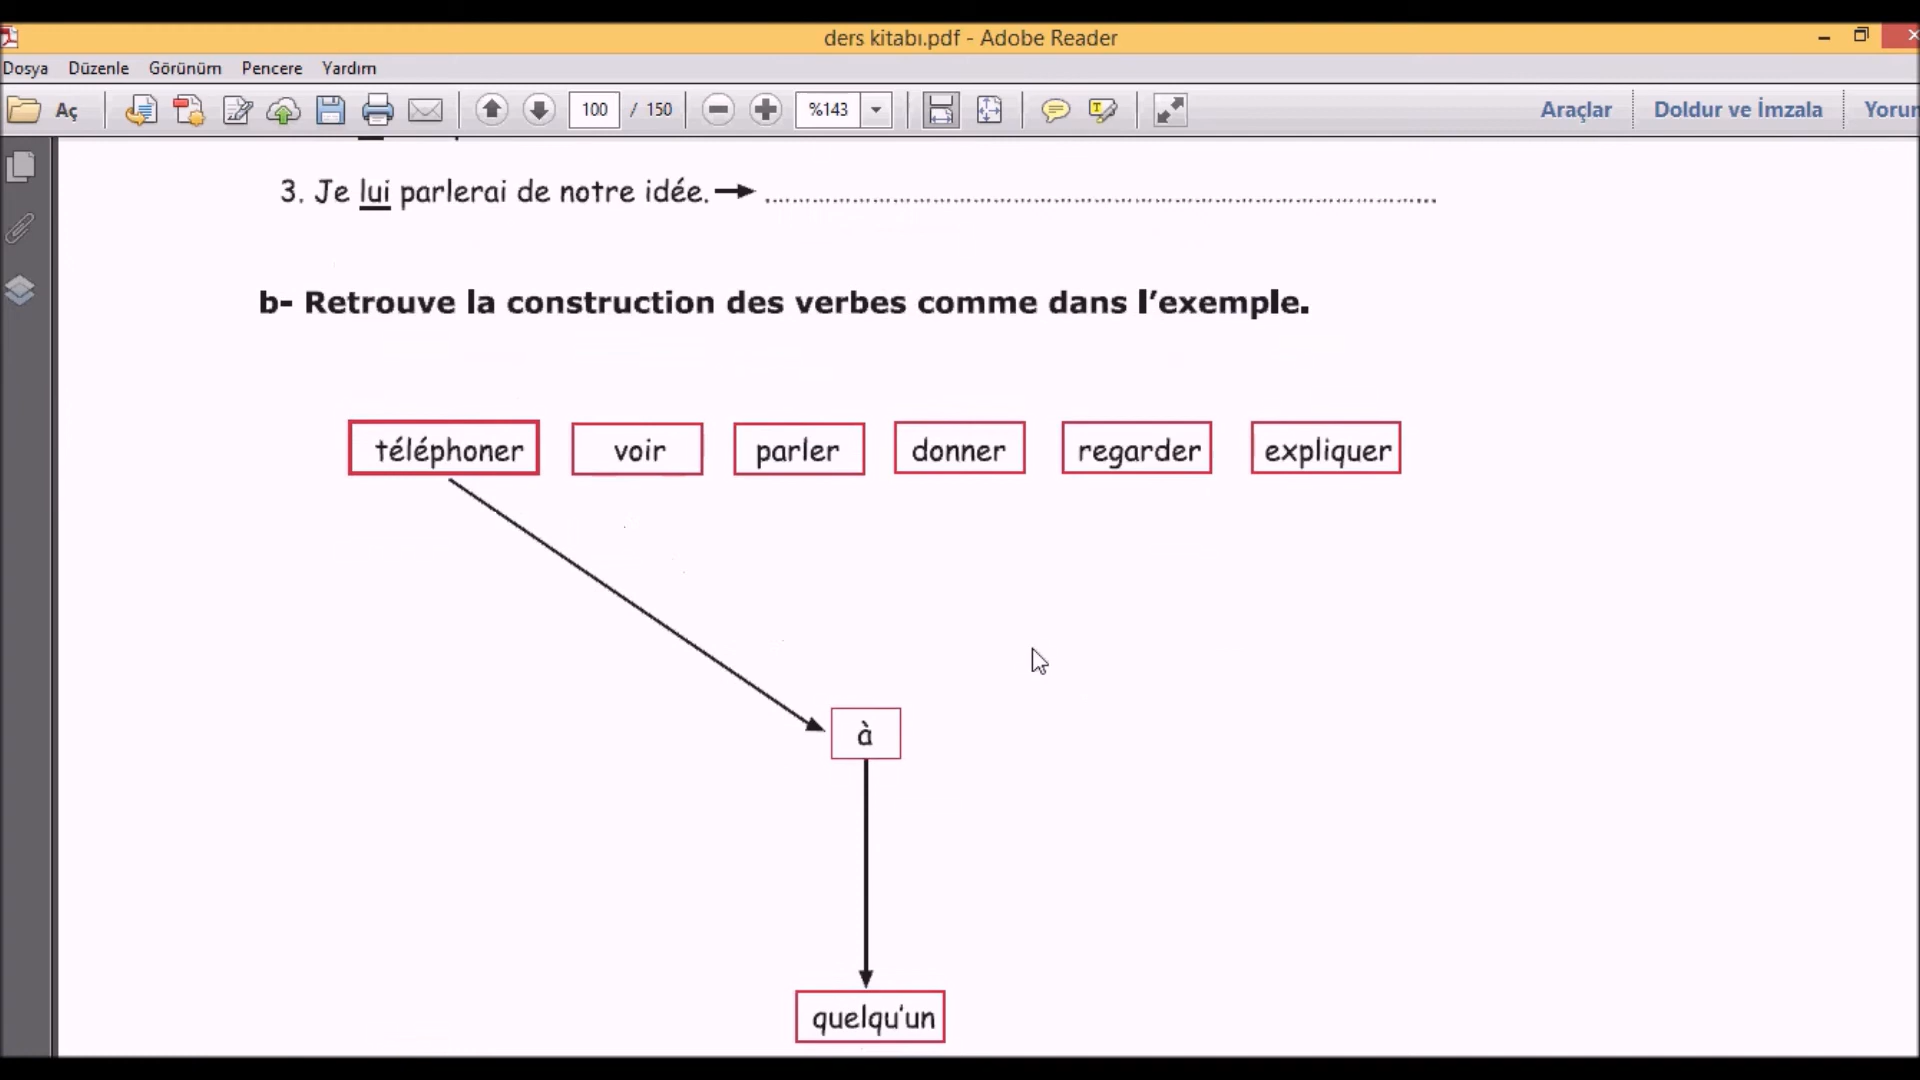 ders kitabı.pdf - Adobe Reader
Dosya Düzenle Görünüm Pencere Yardım
Aç 100 / 150 %143 Araçlar Doldur ve İmzala
3. Je lui parlerai de notre idée. ➞ ........................................................................................
b- Retrouve la construction des verbes comme dans l'exemple.
téléphoner voir parler donner regarder expliquer
à
quelqu'un